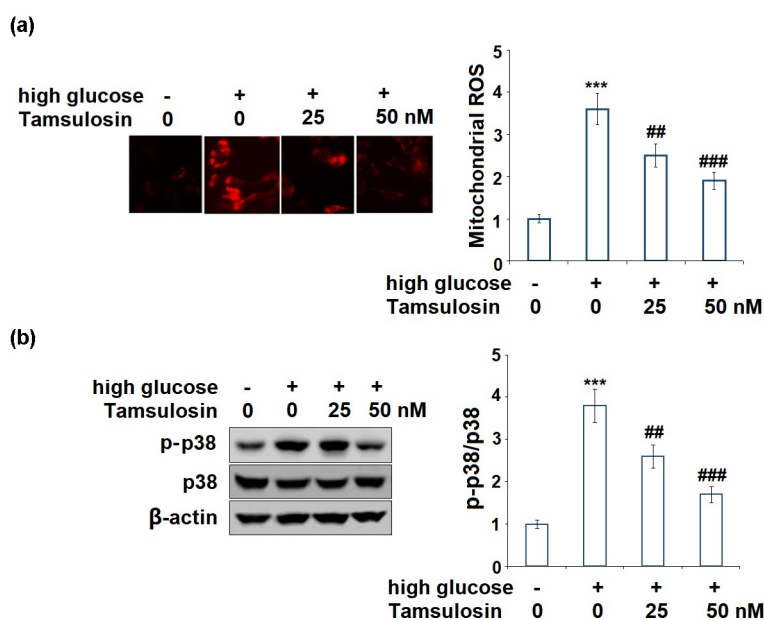 (a)
high glucose - + + +
Tamsulosin 0 0 25 50 nM
Mitochondrial ROS
5
4
3
2
1
0
***
##
###
high glucose - + + +
Tamsulosin 0 0 25 50 nM
(b)
high glucose - + + +
Tamsulosin 0 0 25 50 nM
p-p38
p38
β-actin
p-p38/p38
5
4
3
2
1
0
***
##
###
high glucose - + + +
Tamsulosin 0 0 25 50 nM